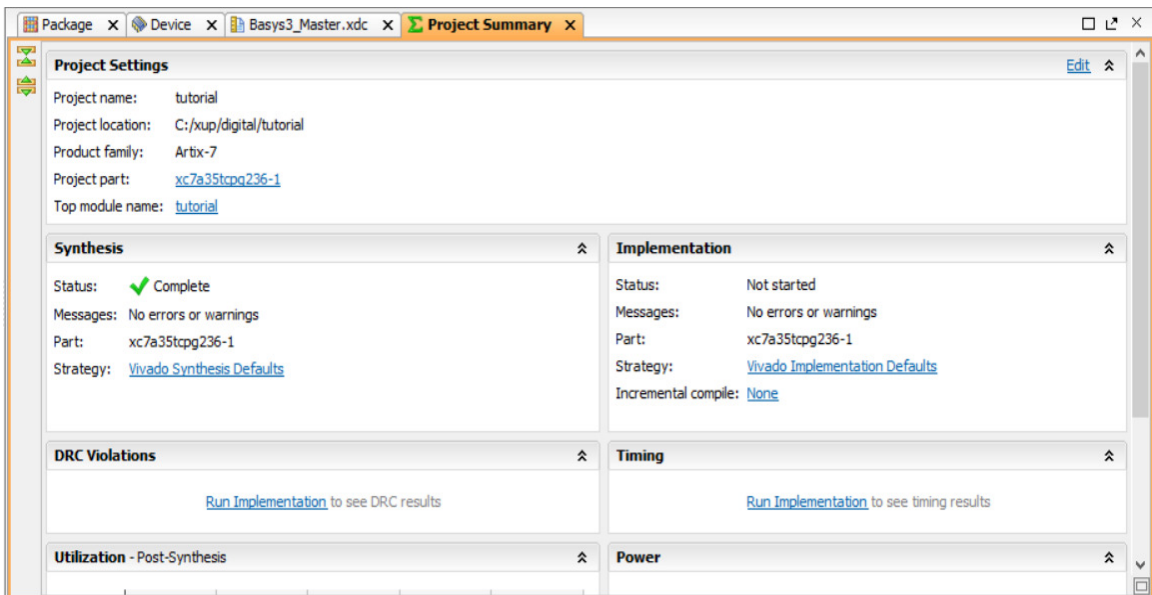 Package X Device X Basys3_Master.xdc X Σ Project Summary X
Project Settings Edit
Project name: tutorial
Project location: C:/xup/digital/tutorial
Product family: Artix-7
Project part: xc7a35tcpg236-1
Top module name: tutorial
Synthesis
Status: Complete
Messages: No errors or warnings
Part: xc7a35tcpg236-1
Strategy: Vivado Synthesis Defaults
Implementation
Status: Not started
Messages: No errors or warnings
Part: xc7a35tcpg236-1
Strategy: Vivado Implementation Defaults
Incremental compile: None
DRC Violations
Run Implementation to see DRC results
Timing
Run Implementation to see timing results
Utilization - Post-Synthesis
Power